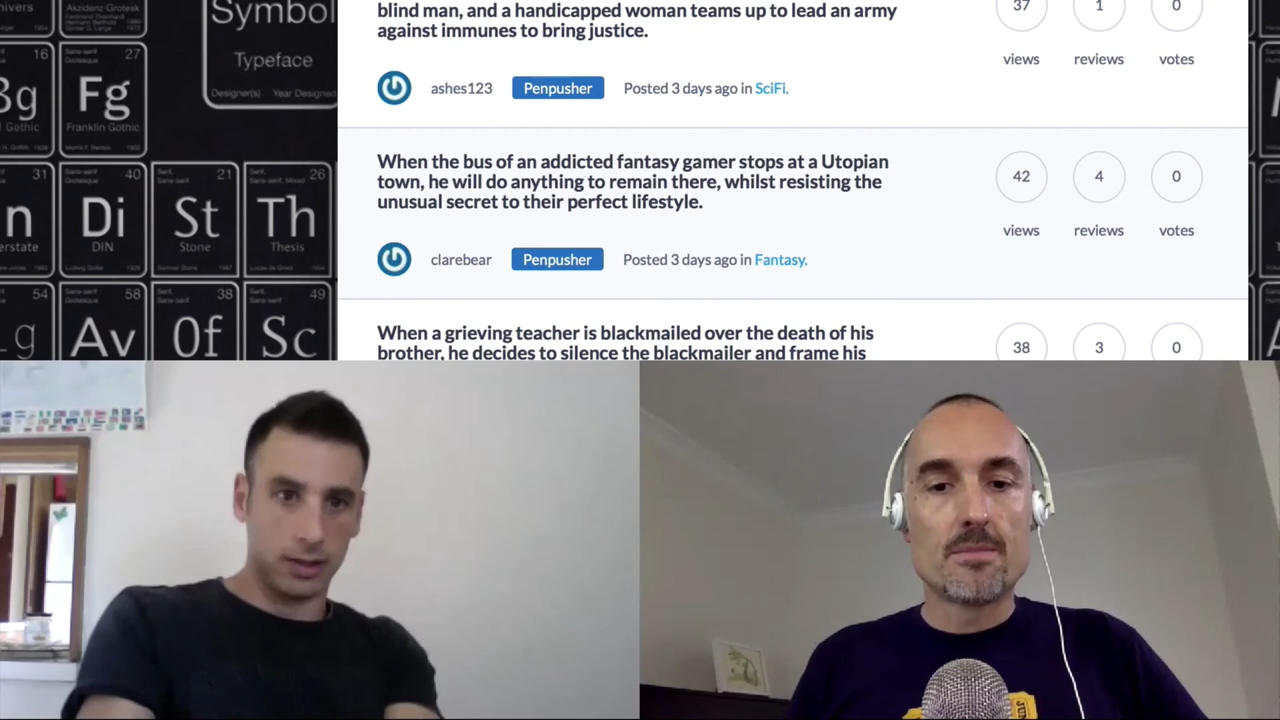 blind man, and a handicapped woman teams up to lead an army
against immunes to bring justice.
37
1
0
views
reviews
votes
ashes123
Penpusher
Posted 3 days ago in SciFi.
When the bus of an addicted fantasy gamer stops at a Utopian
town, he will do anything to remain there, whilst resisting the
unusual secret to their perfect lifestyle.
42
4
0
views
reviews
votes
clarebear
Penpusher
Posted 3 days ago in Fantasy.
When a grieving teacher is blackmailed over the death of his
brother, he decides to silence the blackmailer and frame his
38
3
0
Symbol
Typeface
Designer(s) Year Designed
16
27
Fg
Franklin Gothic
31
40
Di
DIN
21
St
Stone
26
Th
Thesis
54
58
Av
38
Of
49
Sc